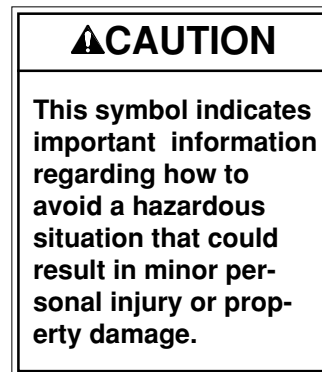 ⚠CAUTION
This symbol indicates
important information
regarding how to
avoid a hazardous
situation that could
result in minor per-
sonal injury or prop-
erty damage.